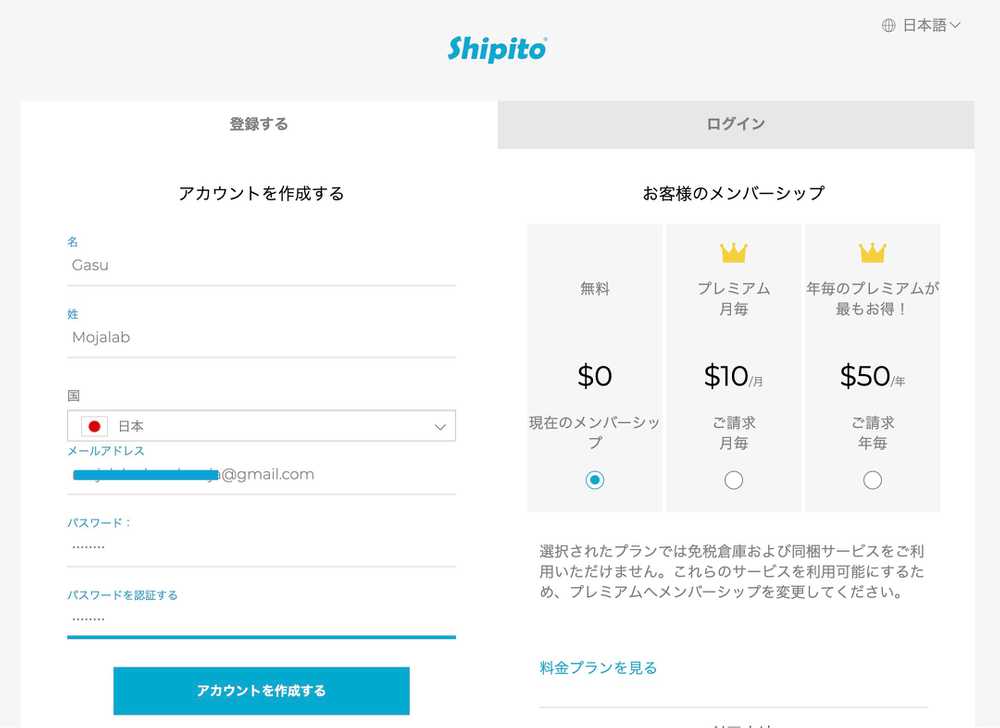 日本語
Shipito
登録する
ログイン
アカウントを作成する
名
Gasu
姓
Mojalab
国
日本
メールアドレス
@gmail.com
パスワード：
........
パスワードを認証する
........
アカウントを作成する
お客様のメンバーシップ
無料
$0
現在のメンバーシッ
プ
プレミアム
月毎
$10/月
ご請求
月毎
年毎のプレミアムが
最もお得！
$50/年
ご請求
年毎
選択されたプランでは免税倉庫および同梱サービスをご利
用いただけません。これらのサービスを利用可能にするた
め、プレミアムへメンバーシップを変更してください。
料金プランを見る